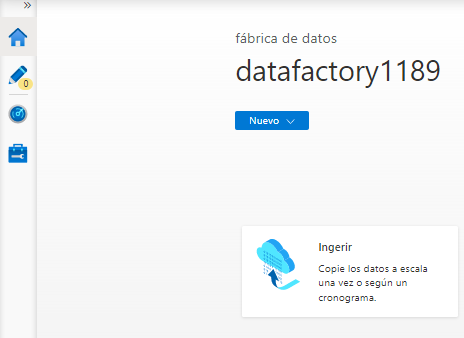 »
fábrica de datos
datafactory1189
0
Nuevo
Ingerir
Copie los datos a escala
una vez o según un
cronograma.